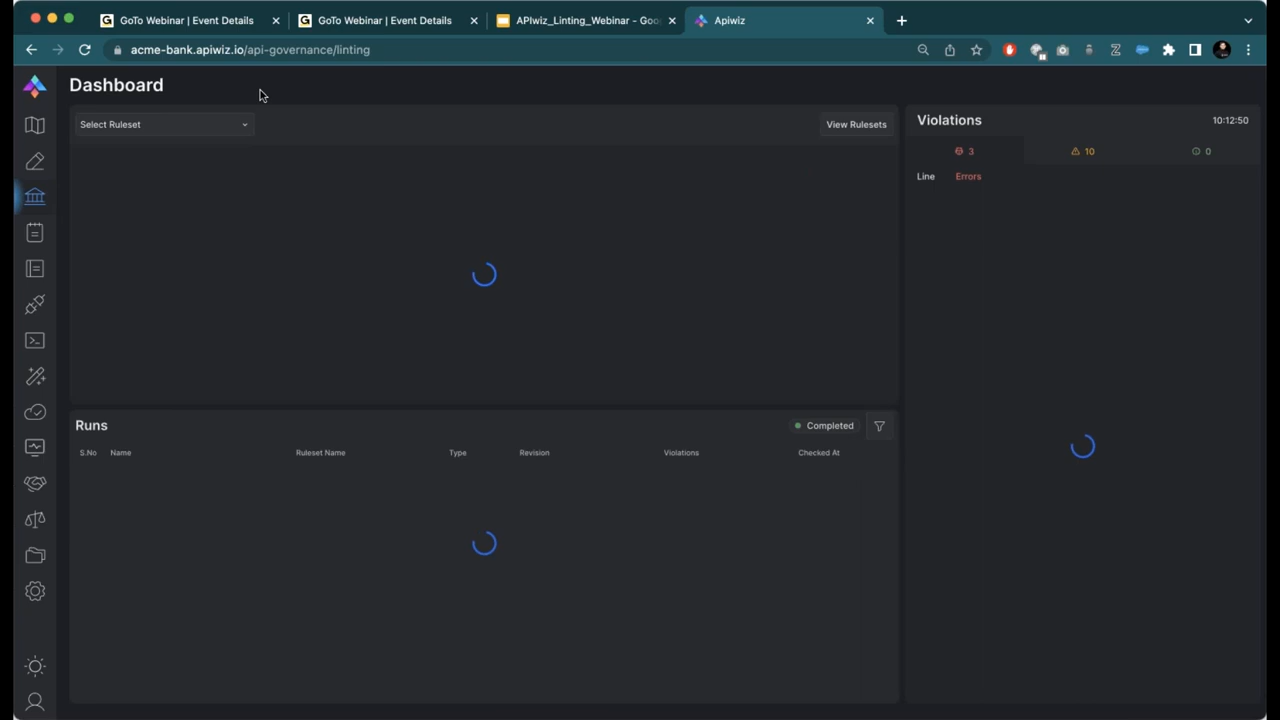 GoTo Webinar | Event Details
GoTo Webinar | Event Details
APIwiz_Linting_Webinar - Goo
Apiwiz
acme-bank.apiwiz.io/api-governance/linting
Dashboard
Select Ruleset
View Rulesets
Violations
10:12:50
3
10
0
Line Errors
Runs
Completed
S.No Name Ruleset Name Type Revision Violations Checked At